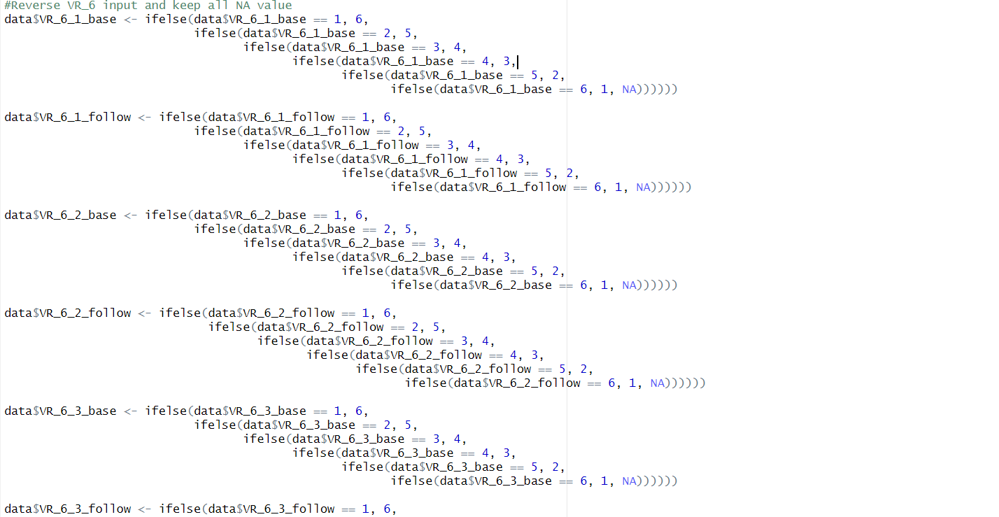 #Reverse VR_6 input and keep all NA value
data$VR_6_1_base <- ifelse(data$VR_6_1_base == 1, 6,
ifelse(data$VR_6_1_base == 2, 5,
ifelse(data$VR_6_1_base == 3, 4,
ifelse(data$VR_6_1_base == 4, 3,
ifelse(data$VR_6_1_base == 5, 2,
ifelse(data$VR_6_1_base == 6, 1, NA))))))
data$VR_6_1_follow <- ifelse(data$VR_6_1_follow == 1, 6,
ifelse(data$VR_6_1_follow == 2, 5,
ifelse(data$VR_6_1_follow == 3, 4,
ifelse(data$VR_6_1_follow == 4, 3,
ifelse(data$VR_6_1_follow == 5, 2,
ifelse(data$VR_6_1_follow == 6, 1, NA))))))
data$VR_6_2_base <- ifelse(data$VR_6_2_base == 1, 6,
ifelse(data$VR_6_2_base == 2, 5,
ifelse(data$VR_6_2_base == 3, 4,
ifelse(data$VR_6_2_base == 4, 3,
ifelse(data$VR_6_2_base == 5, 2,
ifelse(data$VR_6_2_base == 6, 1, NA))))))
data$VR_6_2_follow <- ifelse(data$VR_6_2_follow == 1, 6,
ifelse(data$VR_6_2_follow == 2, 5,
ifelse(data$VR_6_2_follow == 3, 4,
ifelse(data$VR_6_2_follow == 4, 3,
ifelse(data$VR_6_2_follow == 5, 2,
ifelse(data$VR_6_2_follow == 6, 1, NA))))))
data$VR_6_3_base <- ifelse(data$VR_6_3_base == 1, 6,
ifelse(data$VR_6_3_base == 2, 5,
ifelse(data$VR_6_3_base == 3, 4,
ifelse(data$VR_6_3_base == 4, 3,
ifelse(data$VR_6_3_base == 5, 2,
ifelse(data$VR_6_3_base == 6, 1, NA))))))
data$VR_6_3_follow <- ifelse(data$VR_6_3_follow == 1, 6,